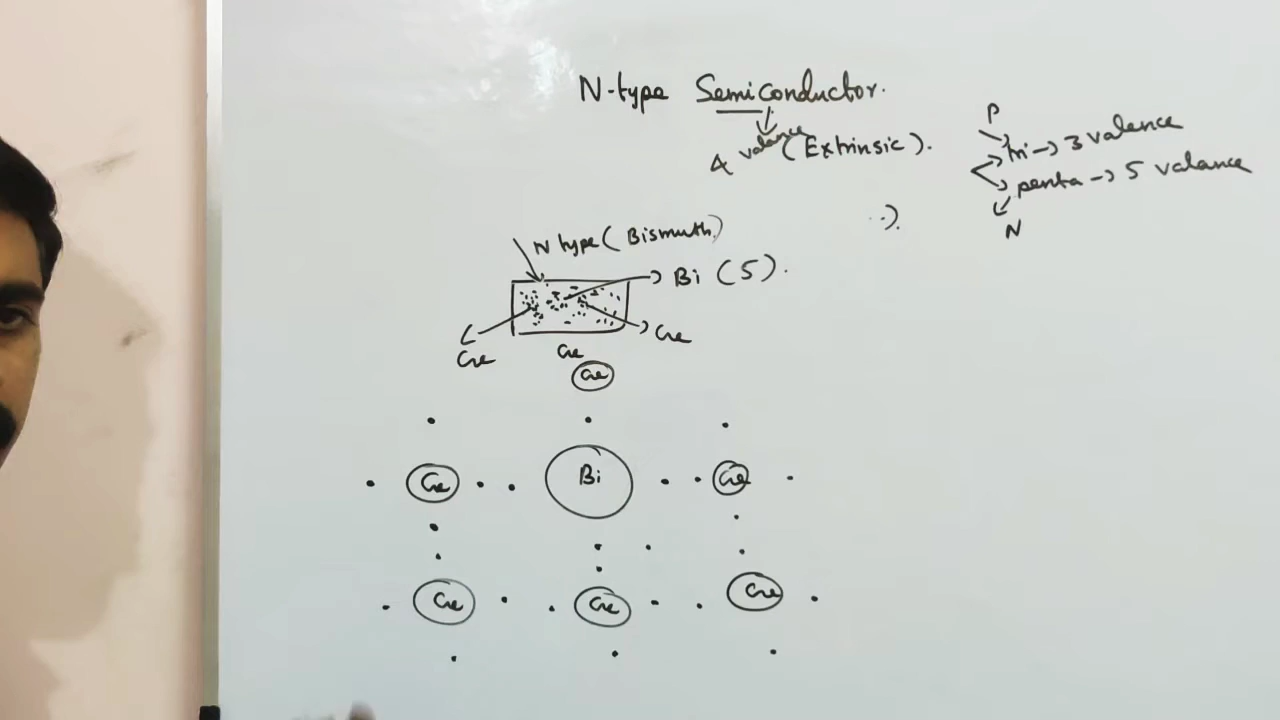 N-type Semiconductor.
4 valance (Extrinsic).
P
tri → 3 valence
penta → 5 valance
N
N type (Bismuth)
Bi (5).
Ge
Ge
Ge
Ge
Ge Bi Ge
Ge Ge Ge